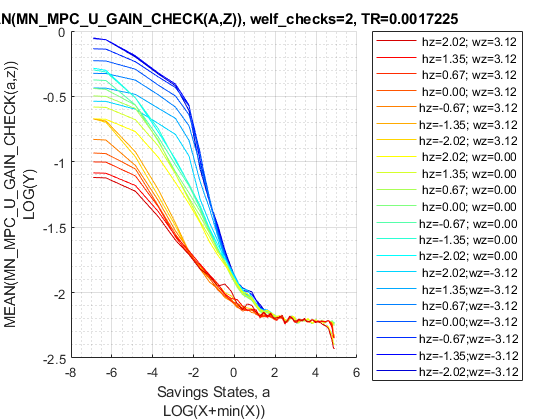 N(MN_MPC_U_GAIN_CHECK(A,Z)), welf_checks=2, TR=0.0017225
MEAN(MN_MPC_U_GAIN_CHECK(a,z))
LOG(Y)
0
-0.5
-1
-1.5
-2
-2.5
-8
-6
-4
-2
0
2
4
6
Savings States, a
LOG(X+min(X))
hz=2.02; wz=3.12
hz=1.35; wz=3.12
hz=0.67; wz=3.12
hz=0.00; wz=3.12
hz=-0.67; wz=3.12
hz=-1.35; wz=3.12
hz=-2.02; wz=3.12
hz=2.02; wz=0.00
hz=1.35; wz=0.00
hz=0.67; wz=0.00
hz=0.00; wz=0.00
hz=-0.67; wz=0.00
hz=-1.35; wz=0.00
hz=-2.02; wz=0.00
hz=2.02;wz=-3.12
hz=1.35;wz=-3.12
hz=0.67;wz=-3.12
hz=0.00;wz=-3.12
hz=-0.67;wz=-3.12
hz=-1.35;wz=-3.12
hz=-2.02;wz=-3.12